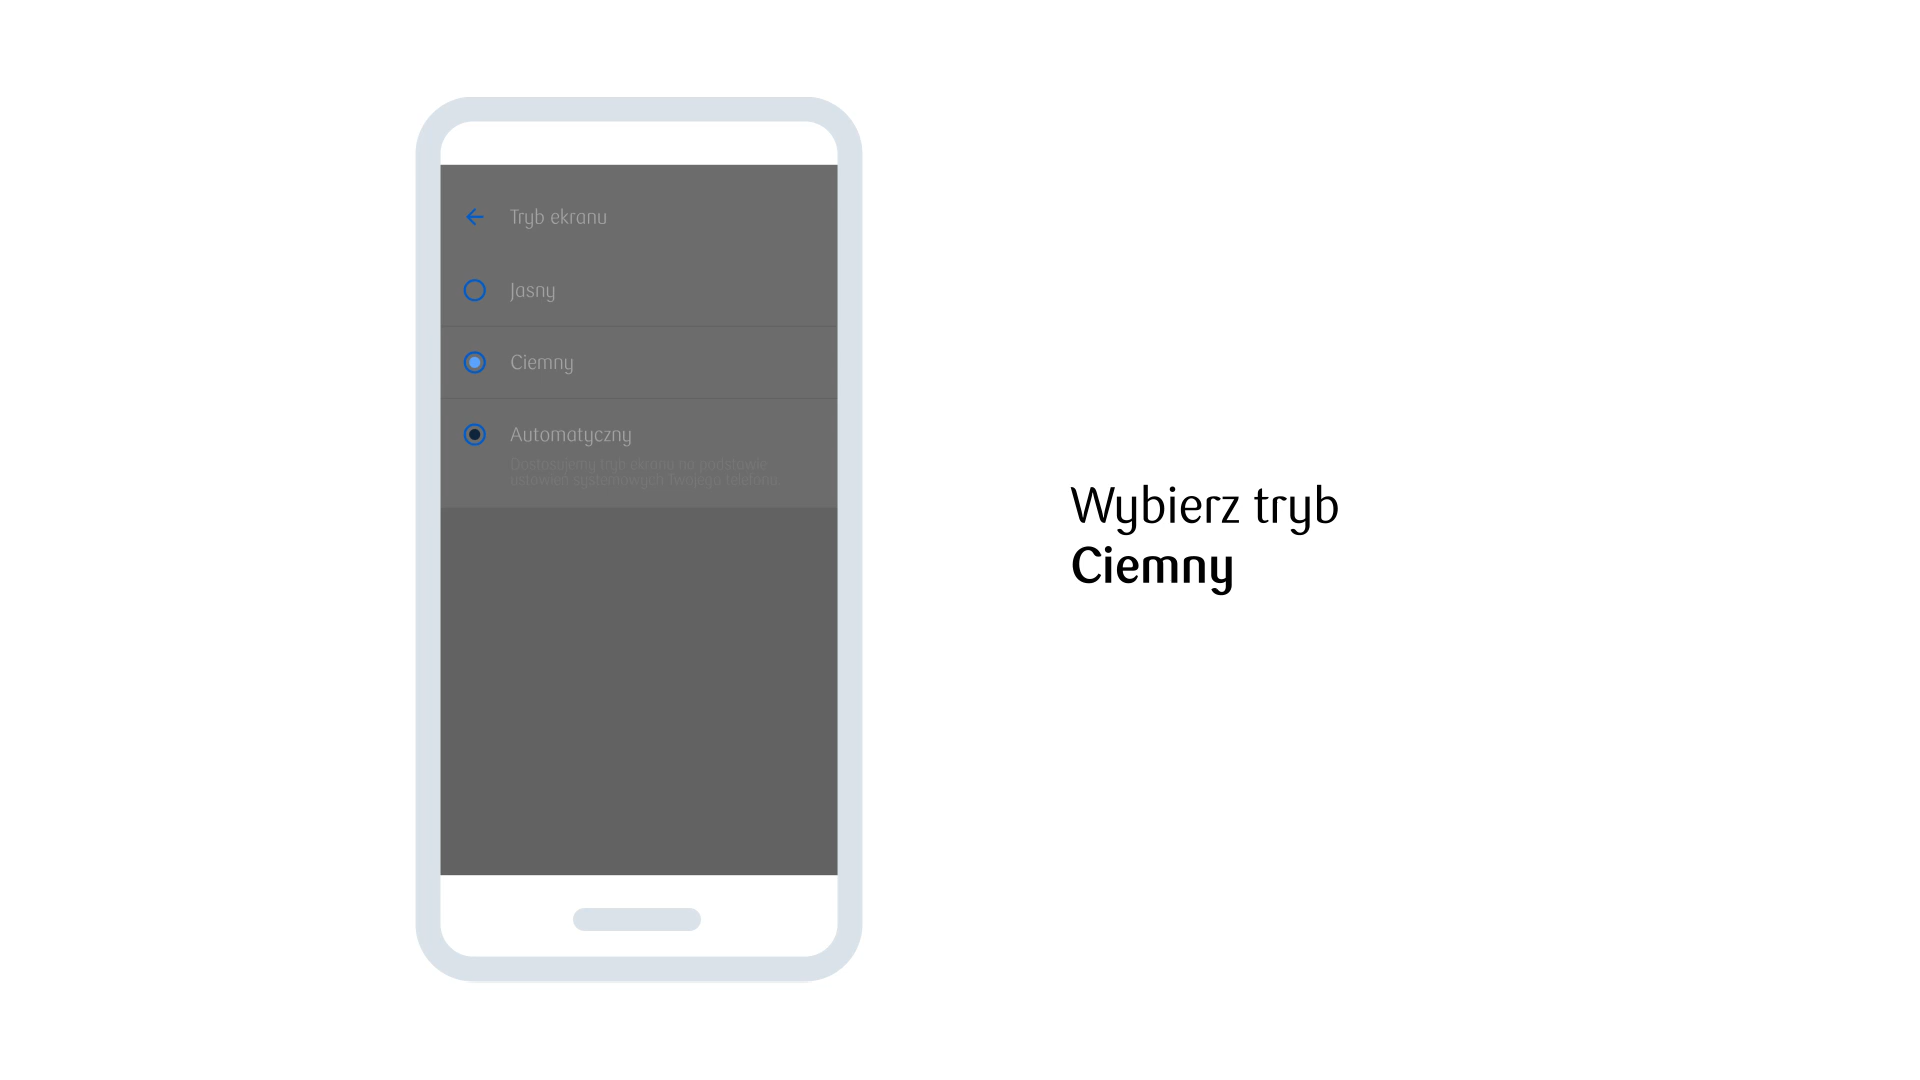 Tryb ekranu
Jasny
Ciemny
Automatyczny
Dostosujemy tryb ekranu na podstawie
ustawień systemowych Twojego telefonu
Wybierz tryb
Ciemny